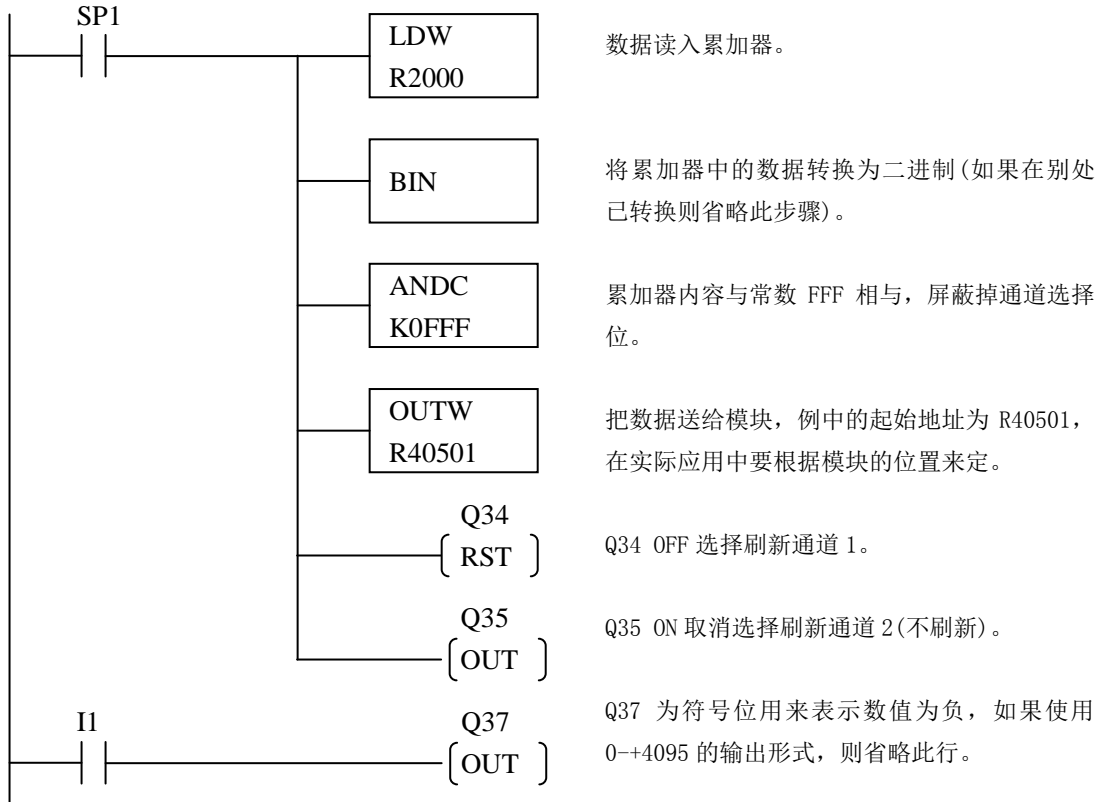 SP1
LDW
R2000
数据读入累加器。
BIN
将累加器中的数据转换为二进制(如果在别处
已转换则省略此步骤)。
ANDC
K0FFF
累加器内容与常数 FFF 相与，屏蔽掉通道选择
位。
OUTW
R40501
把数据送给模块，例中的起始地址为 R40501，
在实际应用中要根据模块的位置来定。
Q34
RST
Q34 OFF 选择刷新通道 1。
Q35
OUT
Q35 ON 取消选择刷新通道 2(不刷新)。
I1
Q37
OUT
Q37 为符号位用来表示数值为负，如果使用
0-+4095 的输出形式，则省略此行。